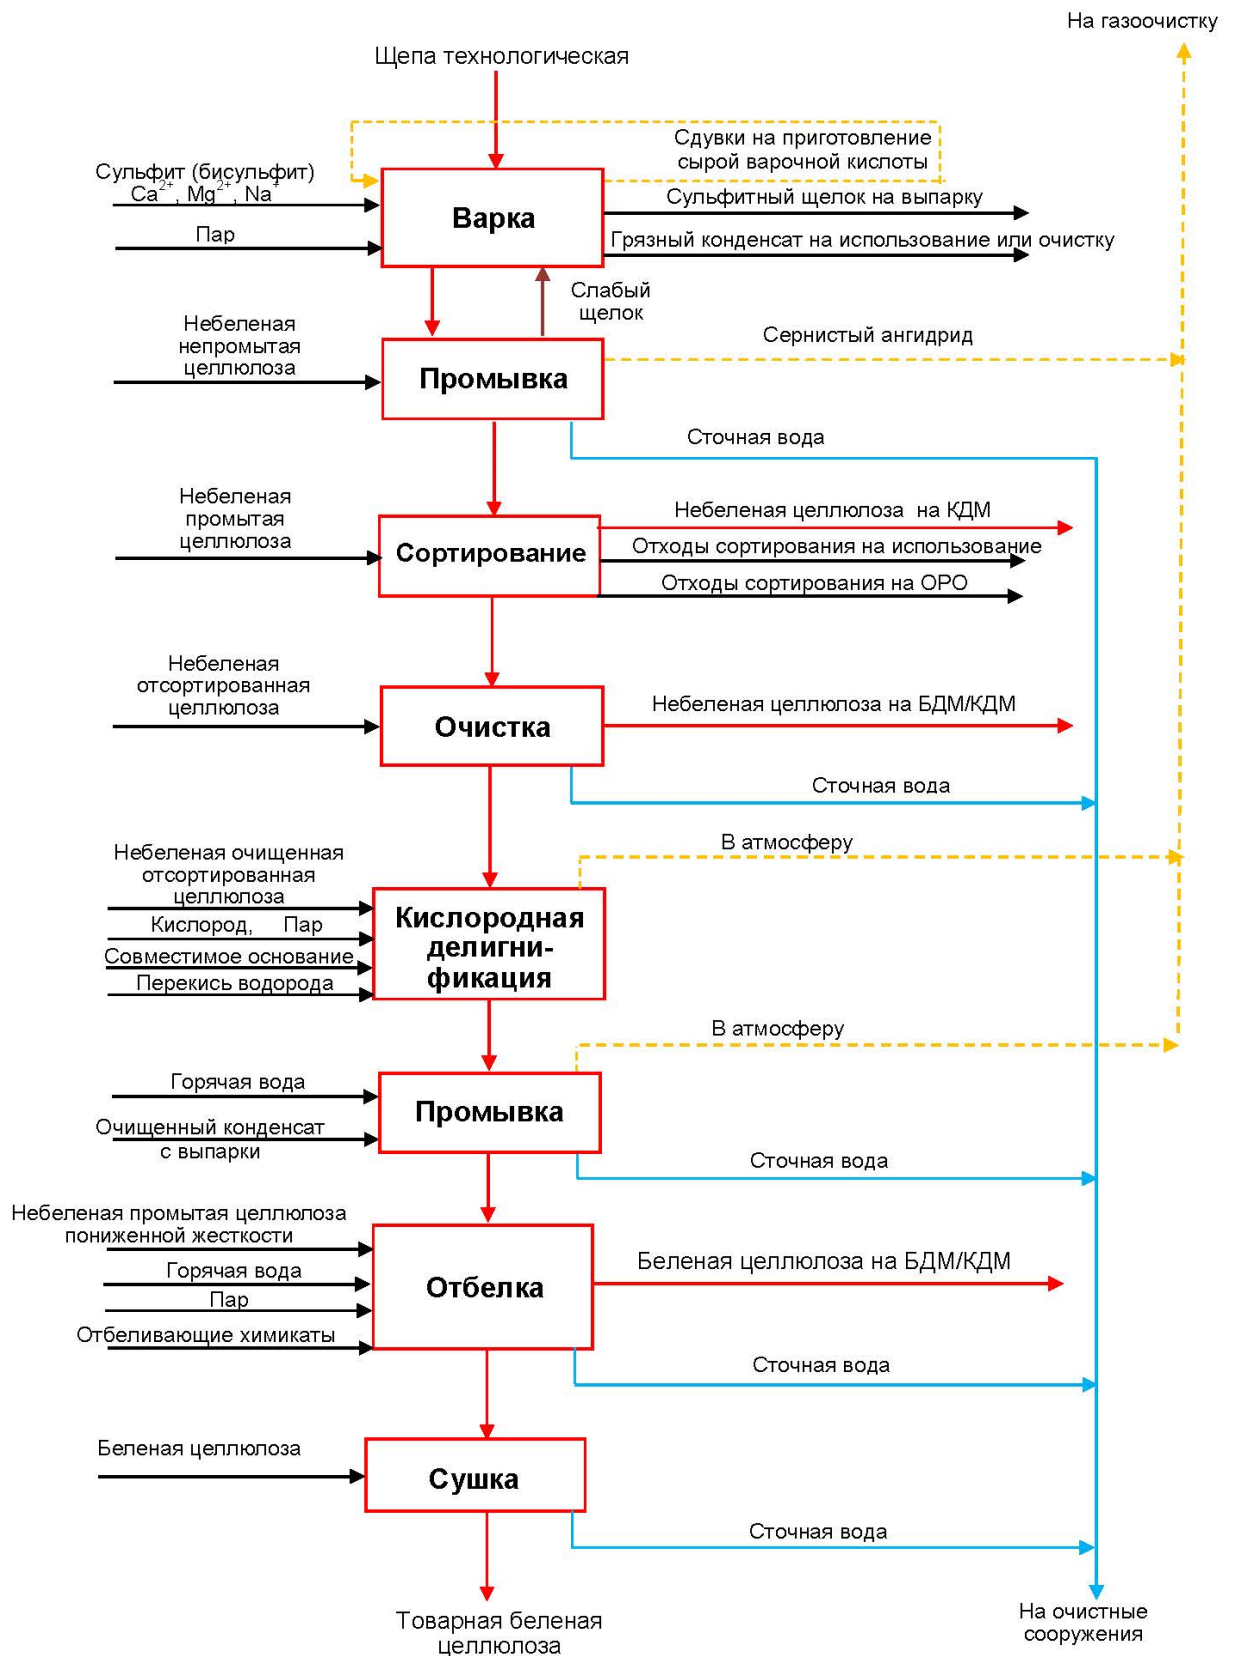 На газоочистку
Щепа технологическая
Сдувки на приготовление
сырой варочной кислоты
Сульфит (бисульфит)
Ca2+, Mg2+, Na+
Пар
Варка
Сульфитный щелок на выпарку
Грязный конденсат на использование или очистку
Слабый
щелок
Небеленая
непромытая
целлюлоза
Промывка
Сернистый ангидрид
Сточная вода
Небеленая
промытая
целлюлоза
Сортирование
Небеленая целлюлоза на КДМ
Отходы сортирования на использование
Отходы сортирования на ОРО
Небеленая
отсортированная
целлюлоза
Очистка
Небеленая целлюлоза на БДМ/КДМ
Сточная вода
В атмосферу
Небеленая очищенная
отсортированная
целлюлоза
Кислород, Пар
Совместимое основание
Перекись водорода
Кислородная
делигни-
фикация
В атмосферу
Горячая вода
Очищенный конденсат
с выпарки
Промывка
Сточная вода
Небеленая промытая целлюлоза
пониженной жесткости
Горячая вода
Пар
Отбеливающие химикаты
Отбелка
Беленая целлюлоза на БДМ/КДМ
Сточная вода
Беленая целлюлоза
Сушка
Сточная вода
Товарная беленая
целлюлоза
На очистные
сооружения